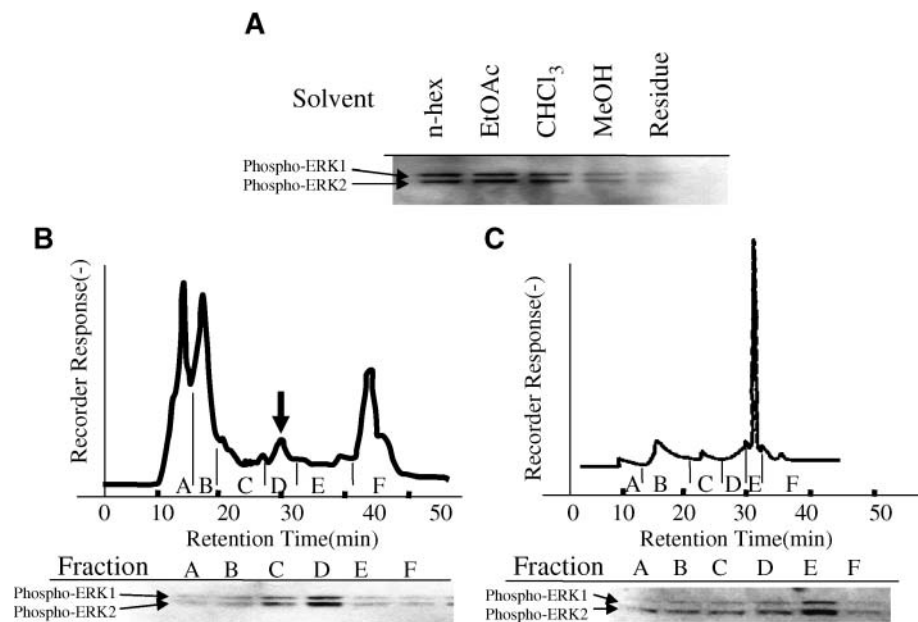 A
Solvent
n-hex
EtOAc
CHCl3
MeOH
Residue
Phospho-ERK1
Phospho-ERK2
B
Recorder Response(-)
A B C D E F
0 10 20 30 40 50
Retention Time(min)
Fraction A B C D E F
Phospho-ERK1
Phospho-ERK2
C
Recorder Response(-)
A B C D E F
0 10 20 30 40 50
Retention Time(min)
Fraction A B C D E F
Phospho-ERK1
Phospho-ERK2